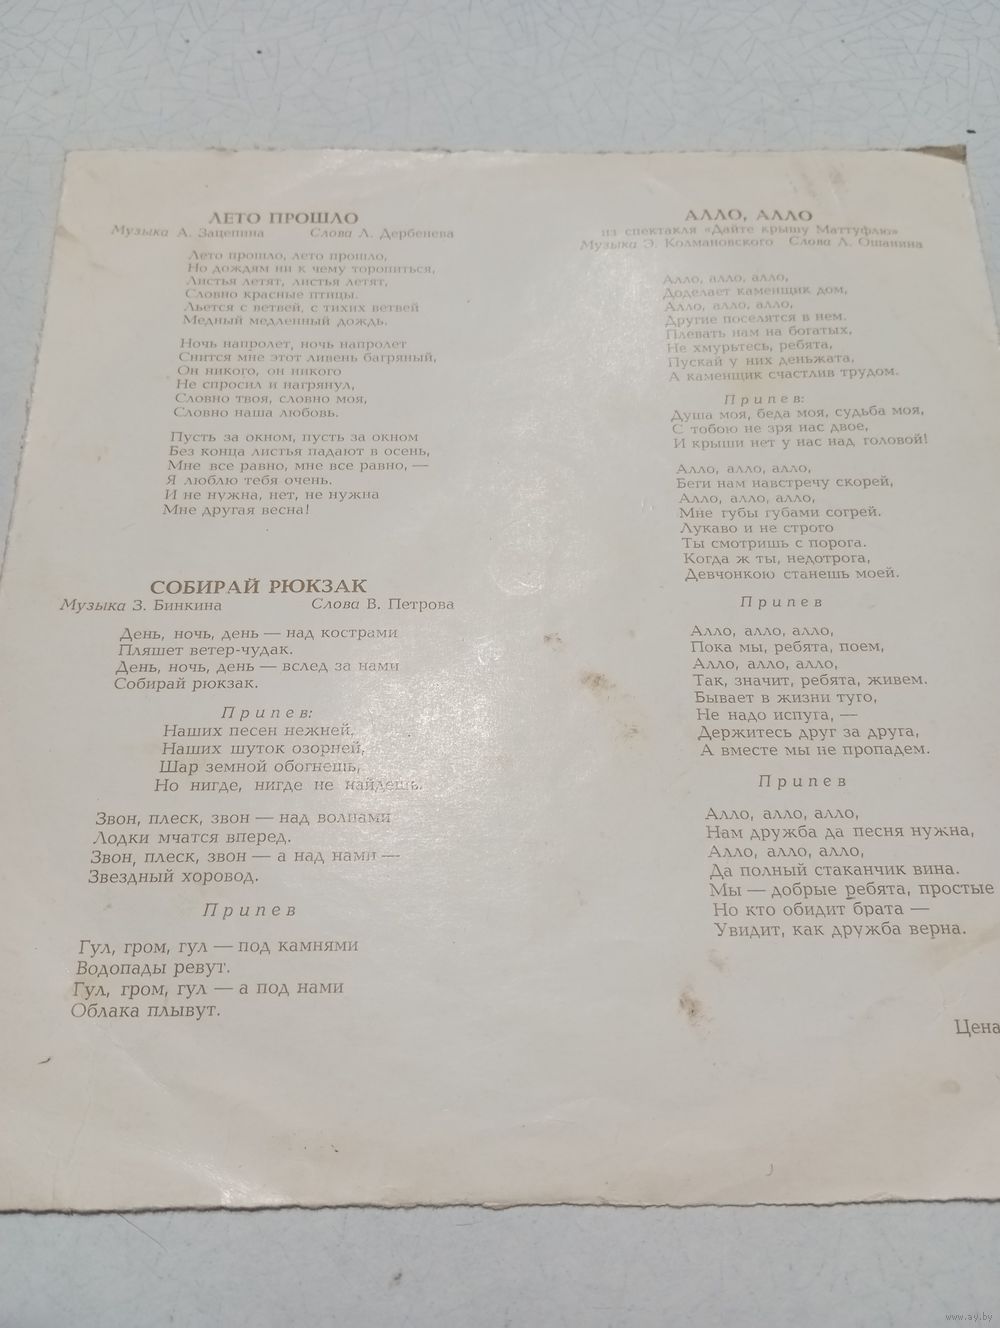 ЛЕТО ПРОШЛО
Музыка А. Зацепина Слова Л. Дербенева
Лето прошло, лето прошло,
Но дождям ни к чему торопиться,
Листья летят, листья летят,
Словно красные птицы.
Льется с ветвей, с тихих ветвей
Медный медленный дождь.
Ночь напролет, ночь напролет
Снится мне этот ливень багряный,
Он никого, он никого
Не спросил и нагрянул,
Словно твоя, словно моя,
Словно наша любовь.
Пусть за окном, пусть за окном
Без конца листья падают в осень,
Мне все равно, мне все равно, —
Я люблю тебя очень.
И не нужна, нет, не нужна
Мне другая весна!
СОБИРАЙ РЮКЗАК
Музыка З. Бинкина Слова В. Петрова
День, ночь, день — над кострами
Пляшет ветер-чудак.
День, ночь, день — вслед за нами
Собирай рюкзак.
Припев:
Наших песен нежней,
Наших шуток озорней,
Шар земной обогнешь,
Но нигде, нигде не найдешь.
Звон, плеск, звон — над волнами
Лодки мчатся вперед.
Звон, плеск, звон — а над нами —
Звездный хоровод.
Припев
Гул, гром, гул — под камнями
Водопады ревут.
Гул, гром, гул — а под нами
Облака плывут.
АЛЛО, АЛЛО
из спектакля «Дайте крышу Маттуфлю»
Музыка Э. Колмановского Слова Л. Ошанина
Алло, алло, алло,
Доделает каменщик дом,
Алло, алло, алло,
Другие поселятся в нем.
Плевать нам на богатых,
Не хмурьтесь, ребята,
Пускай у них деньжата,
А каменщик счастлив трудом.
Припев:
Душа моя, беда моя, судьба моя,
С тобою не зря нас двое,
И крыши нет у нас над головой!
Алло, алло, алло,
Беги нам навстречу скорей,
Алло, алло, алло,
Мне губы губами согрей.
Лукаво и не строго
Ты смотришь с порога.
Когда ж ты, недотрога,
Девчонкою станешь моей.
Припев
Алло, алло, алло,
Пока мы, ребята, поем,
Алло, алло, алло,
Так, значит, ребята, живем.
Бывает в жизни туго,
Не надо испуга, —
Держитесь друг за друга,
А вместе мы не пропадем.
Припев
Алло, алло, алло,
Нам дружба да песня нужна,
Алло, алло, алло,
Да полный стаканчик вина.
Мы — добрые ребята, простые
Но кто обидит брата —
Увидит, как дружба верна.
Цена
www.ay.by